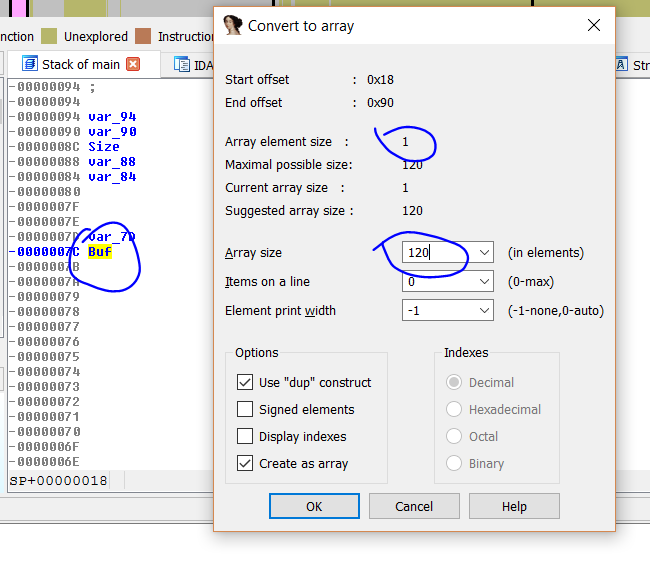 nction Unexplored Instruction
Convert to array
Stack of main
IDA
Str
-00000094 ;
-00000094
-00000094 var_94
-00000090 var_90
-0000008C Size
-00000088 var_88
-00000084 var_84
-00000080
-0000007F
-0000007E
-0000007D var_7D
-0000007C Buf
-0000007B
-0000007A
-00000079
-00000078
-00000077
-00000076
-00000075
-00000074
-00000073
-00000072
-00000071
-00000070
-0000006F
-0000006E
SP+00000018
Start offset : 0x18
End offset : 0x90
Array element size : 1
Maximal possible size: 120
Current array size : 1
Suggested array size : 120
Array size 120 (in elements)
Items on a line 0 (0-max)
Element print width -1 (-1-none,0-auto)
Options
Use "dup" construct
Signed elements
Display indexes
Create as array
Indexes
Decimal
Hexadecimal
Octal
Binary
OK Cancel Help